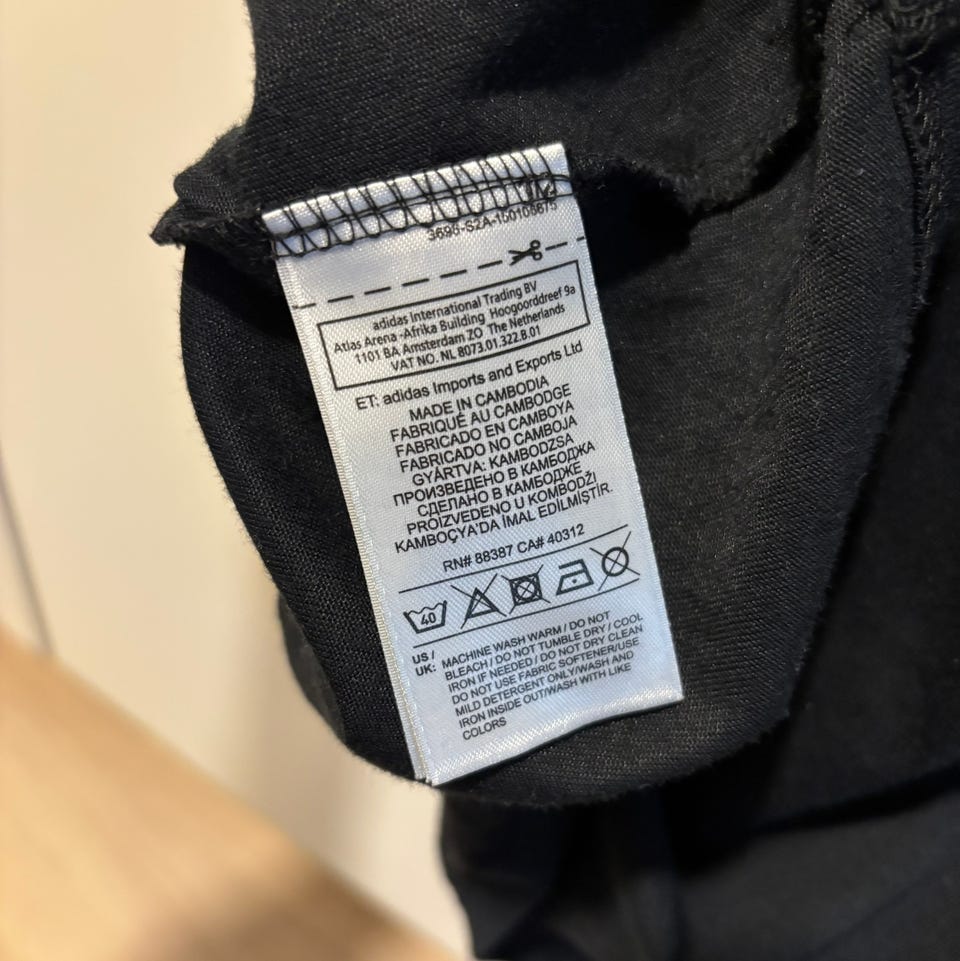 3696-S2A-150105675
adidas International Trading BV
Atlas Arena -Afrika Building Hoogoorddreef 9a
1101 BA Amsterdam ZO The Netherlands
VAT NO. NL 8073.01.322.B.01
ET: adidas Imports and Exports Ltd
MADE IN CAMBODIA
FABRIQUÉ AU CAMBODGE
FABRICADO EN CAMBOYA
FABRICADO NO CAMBOJA
GYÁRTVA: KAMBODZSA
ПРОИЗВЕДЕНО В КАМБОДЖА
СДЕЛАНО В КАМБОДЖЕ
PROIZVEDENO U KOMBODŽI
KAMBOÇYA'DA İMAL EDİLMİŞTİR.
RN# 88387 CA# 40312
40
US / UK: MACHINE WASH WARM / DO NOT
BLEACH / DO NOT TUMBLE DRY / COOL
IRON IF NEEDED / DO NOT DRY CLEAN
DO NOT USE FABRIC SOFTENER/USE
MILD DETERGENT ONLY/WASH AND
IRON INSIDE OUT/WASH WITH LIKE
COLORS